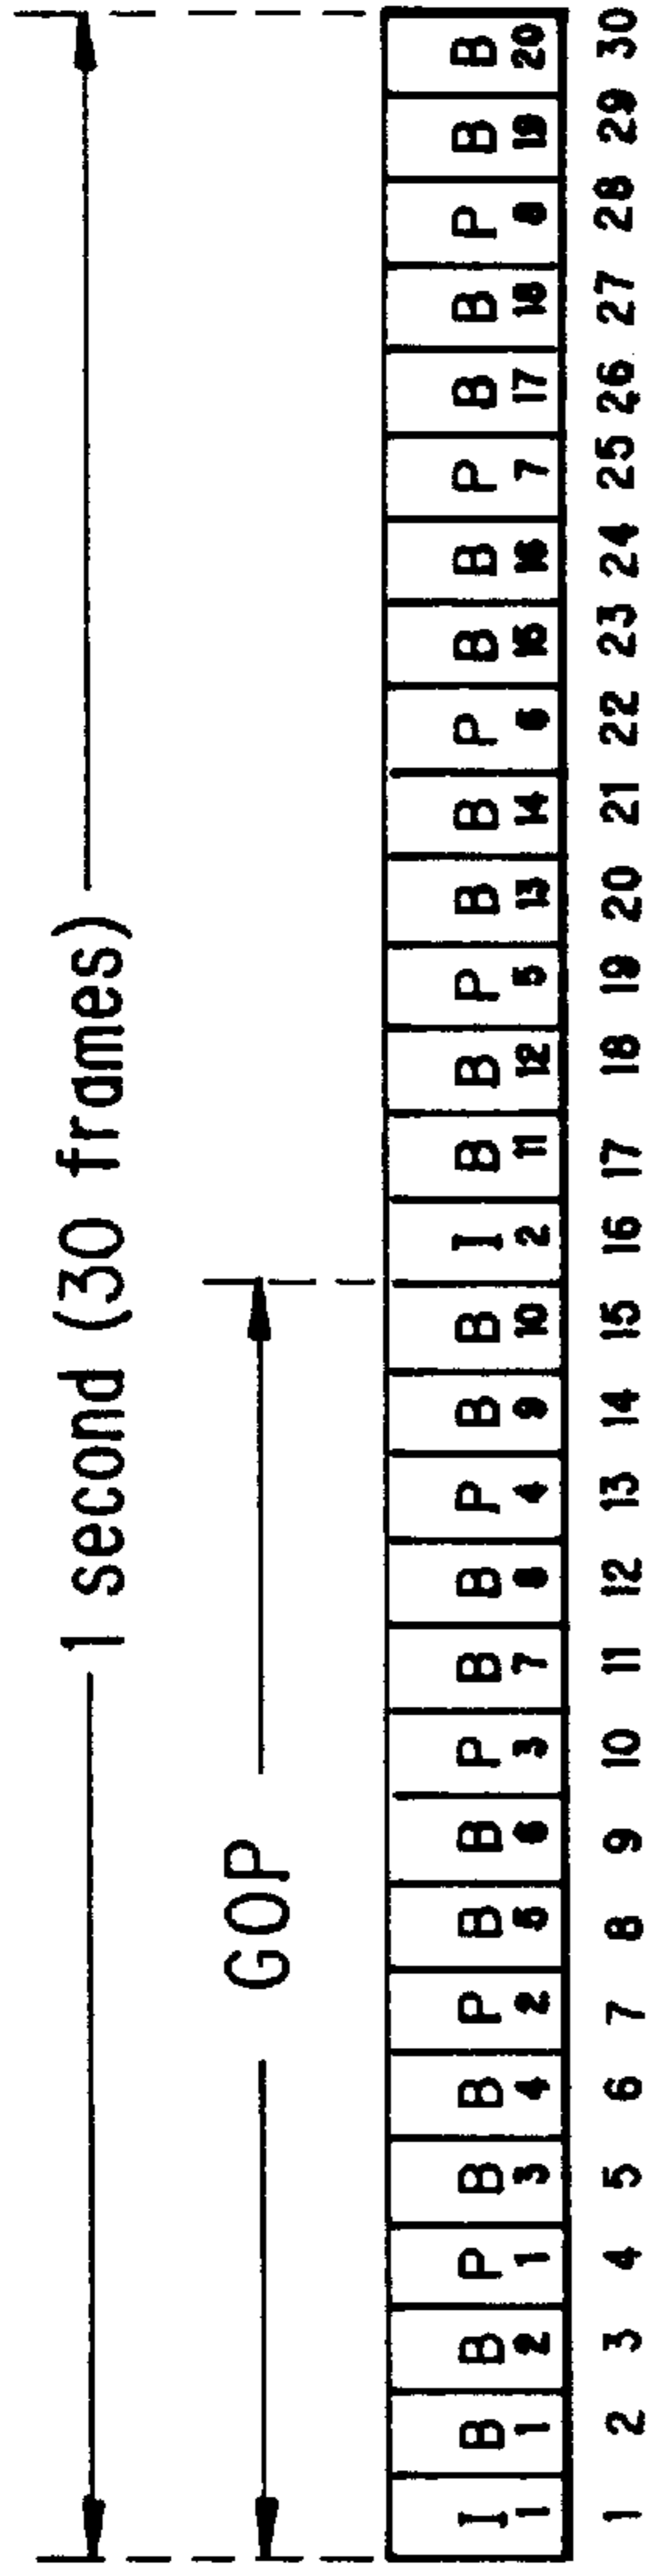 1 second (30 frames)
GOP
I B B P B B P B B P B B P B B I B B P B B P B B P B B P B B
1 1 2 1 3 4 2 5 6 3 7 8 4 9 10 2 11 12 5 13 14 6 15 16 7 17 18 8 19 20
1 2 3 4 5 6 7 8 9 10 11 12 13 14 15 16 17 18 19 20 21 22 23 24 25 26 27 28 29 30